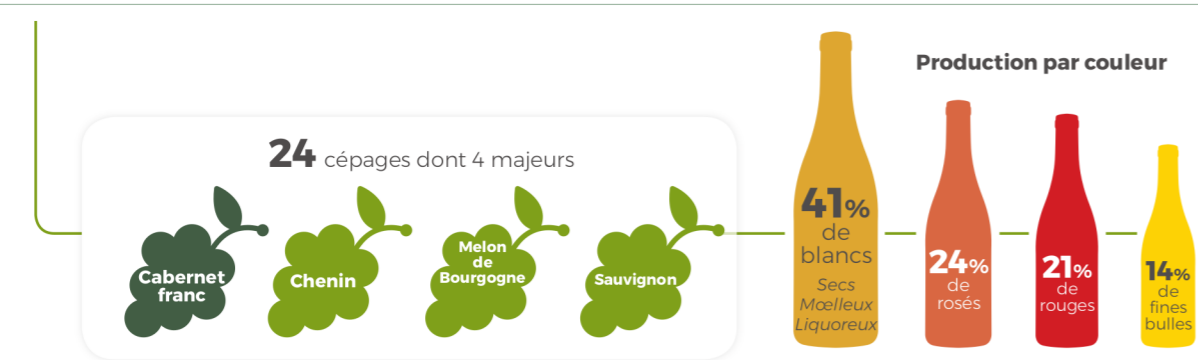 Production par couleur
24 cépages dont 4 majeurs
Cabernet
franc
Chenin
Melon
de
Bourgogne
Sauvignon
41%
de
blancs
Secs
Mœlleux
Liquoreux
24%
de
rosés
21%
de
rouges
14%
de
fines
bulles